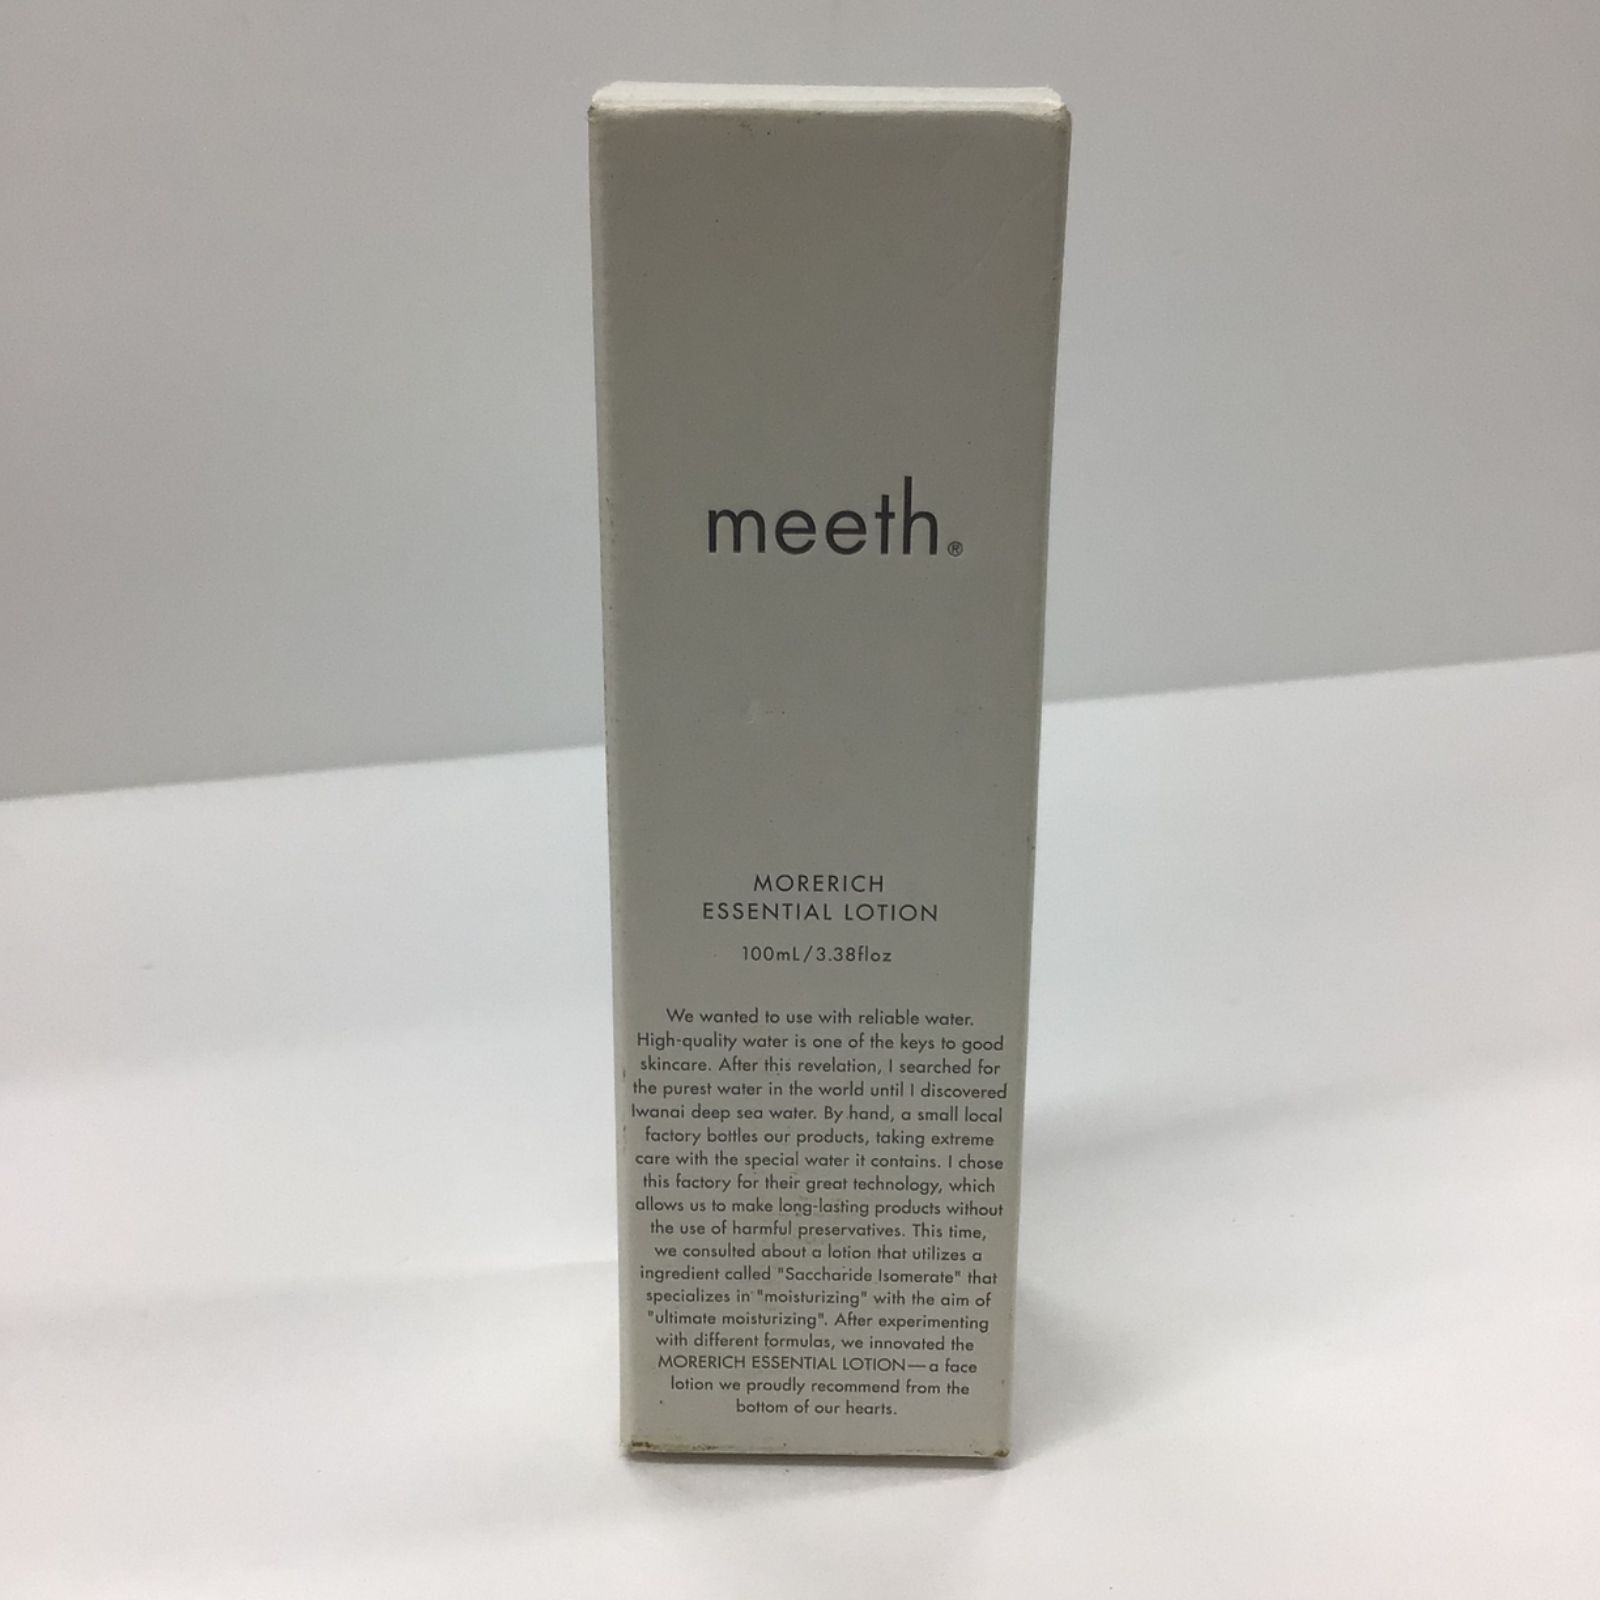 meeth®
MORERICH
ESSENTIAL LOTION
100mL/3.38floz
We wanted to use with reliable water.
High-quality water is one of the keys to good
skincare. After this revelation, I searched for
the purest water in the world until I discovered
Iwanai deep sea water. By hand, a small local
factory bottles our products, taking extreme
care with the special water it contains. I chose
this factory for their great technology, which
allows us to make long-lasting products without
the use of harmful preservatives. This time,
we consulted about a lotion that utilizes a
ingredient called "Saccharide Isomerate" that
specializes in "moisturizing" with the aim of
"ultimate moisturizing". After experimenting
with different formulas, we innovated the
MORERICH ESSENTIAL LOTION—a face
lotion we proudly recommend from the
bottom of our hearts.